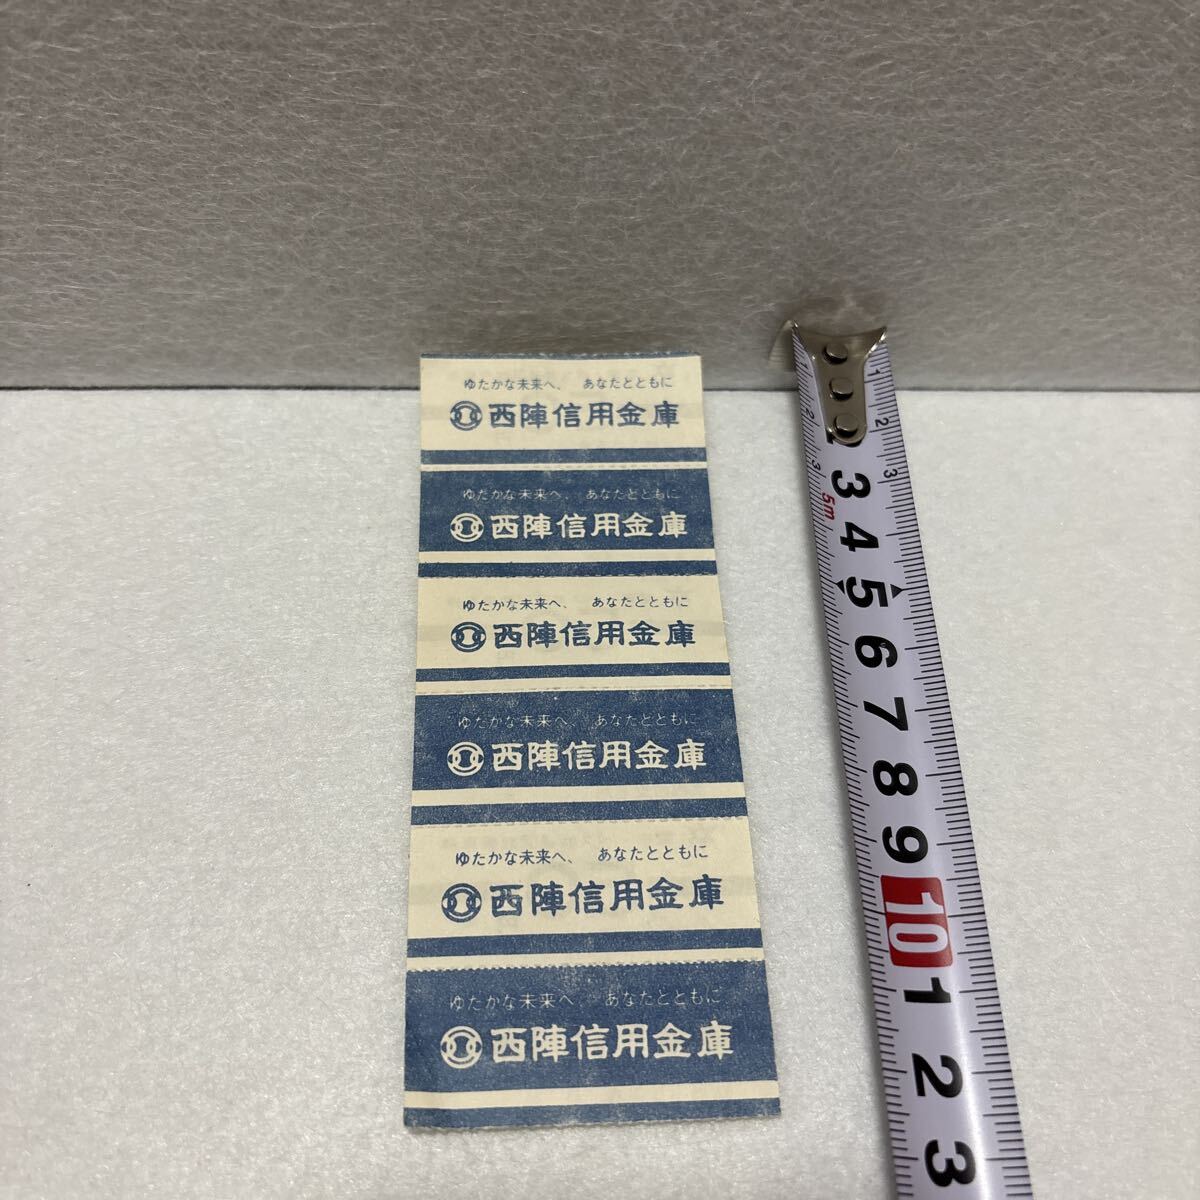 ゆたかな未来へ、 あなたとともに
西陣信用金庫
ゆたかな未来へ、 あなたとともに
西陣信用金庫
ゆたかな未来へ、 あなたとともに
西陣信用金庫
ゆたかな未来へ、 あなたとともに
西陣信用金庫
ゆたかな未来へ、 あなたとともに
西陣信用金庫
ゆたかな未来へ、 あなたとともに
西陣信用金庫
1 1
2 2
3 3
5m
3
4
5
6
7
8
9
10
1
2
3